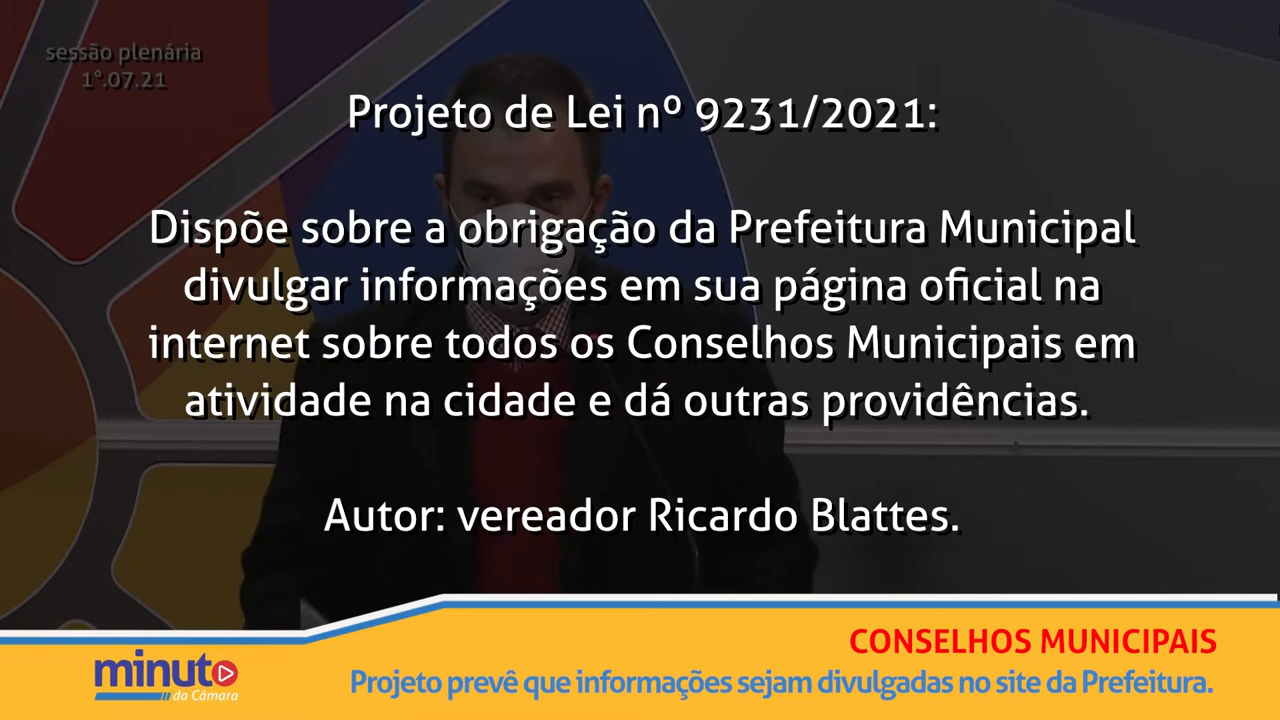 sessão plenária
1°.07.21
Projeto de Lei nº 9231/2021:
Dispõe sobre a obrigação da Prefeitura Municipal
divulgar informações em sua página oficial na
internet sobre todos os Conselhos Municipais em
atividade na cidade e dá outras providências.
Autor: vereador Ricardo Blattes.
CONSELHOS MUNICIPAIS
Projeto prevê que informações sejam divulgadas no site da Prefeitura.
minuto
da Câmara